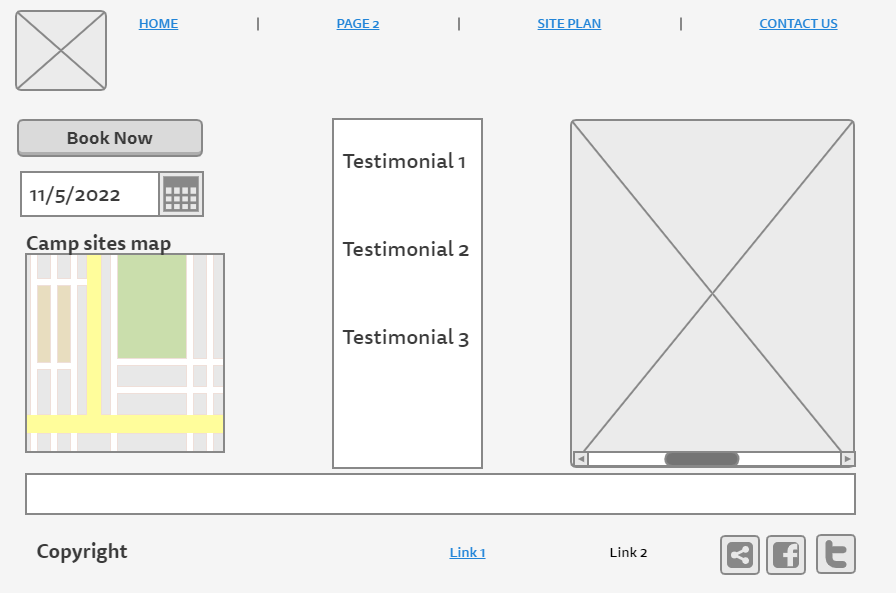 HOME | PAGE 2 | SITE PLAN | CONTACT US
Book Now
11/5/2022
Camp sites map
Testimonial 1
Testimonial 2
Testimonial 3
Copyright
Link 1
Link 2